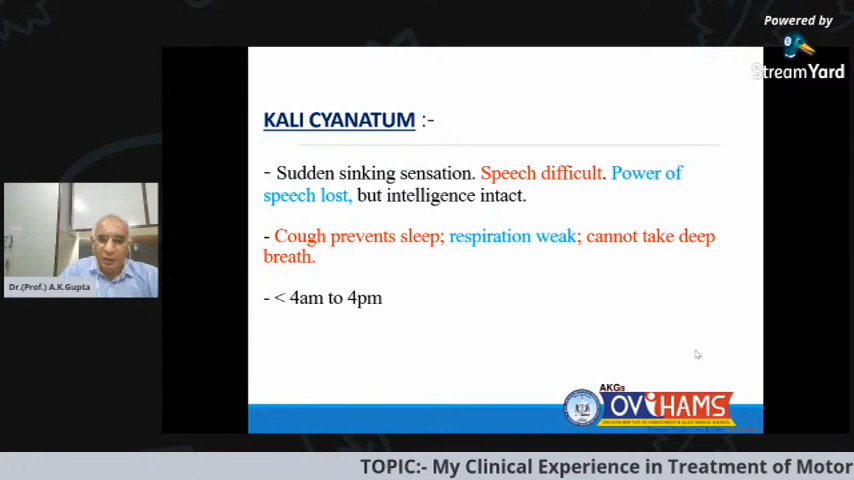 Powered by
StreamYard
KALI CYANATUM :-
- Sudden sinking sensation. Speech difficult. Power of
speech lost, but intelligence intact.
- Cough prevents sleep; respiration weak; cannot take deep
breath.
- < 4am to 4pm
Dr.(Prof.) A.K.Gupta
AKGs
OViHAMS
TOPIC:- My Clinical Experience in Treatment of Motor